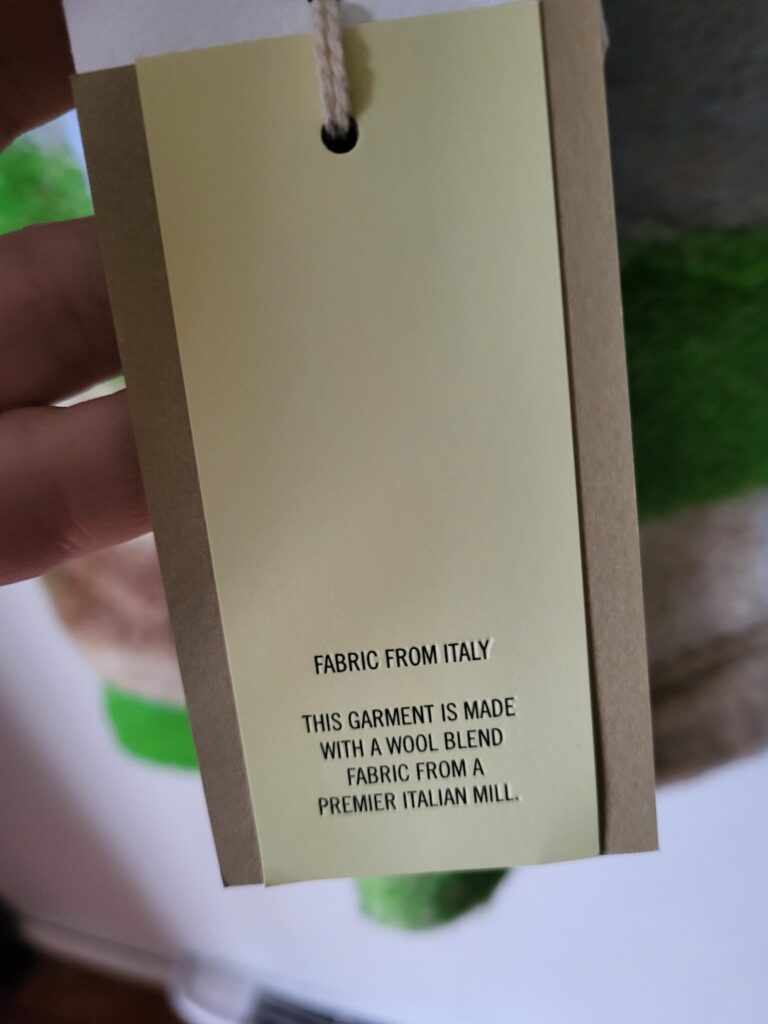 FABRIC FROM ITALY
THIS GARMENT IS MADE
WITH A WOOL BLEND
FABRIC FROM A
PREMIER ITALIAN MILL.